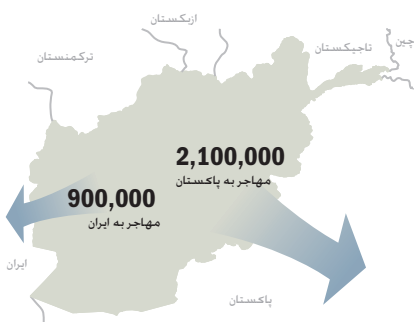 ازبکستان
چین
تاجیکستان
ترکمنستان
2,100,000
مهاجر به پاکستان
900,000
مهاجر به ایران
ایران
پاکستان